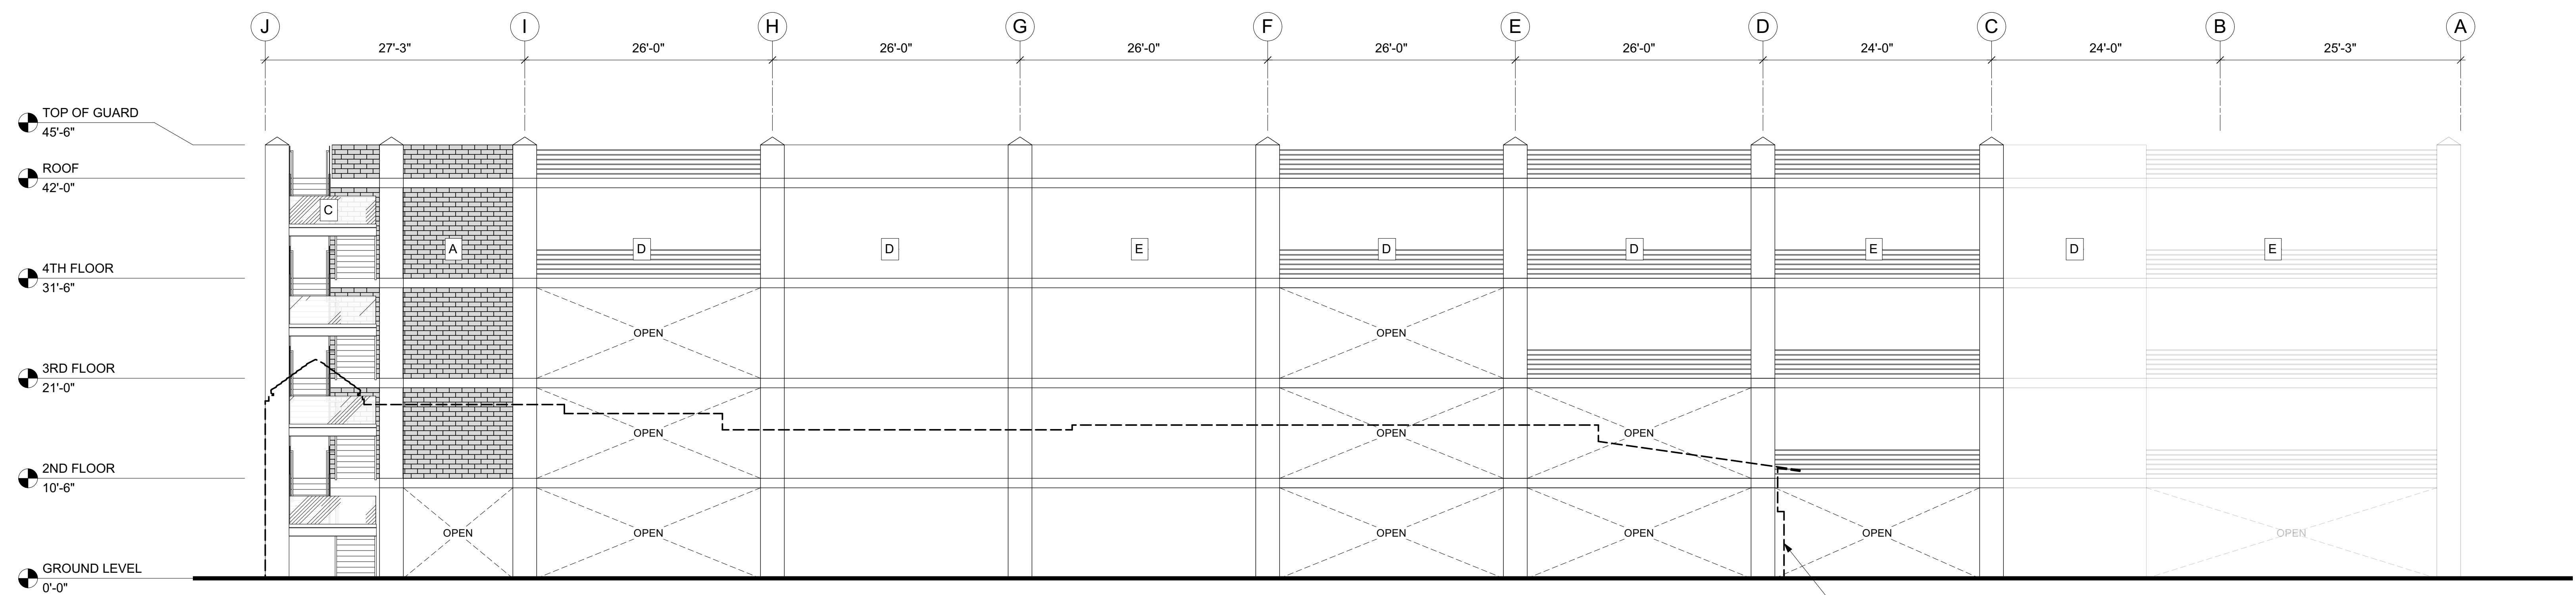 J I H G F E D C B A
27'-3" 26'-0" 26'-0" 26'-0" 26'-0" 26'-0" 24'-0" 24'-0" 25'-3"
TOP OF GUARD
45'-6"
ROOF
42'-0"
C
A D D E D D E D E
4TH FLOOR
31'-6"
OPEN OPEN
3RD FLOOR
21'-0"
OPEN OPEN OPEN
2ND FLOOR
10'-6"
OPEN OPEN OPEN OPEN OPEN OPEN
GROUND LEVEL
0'-0"